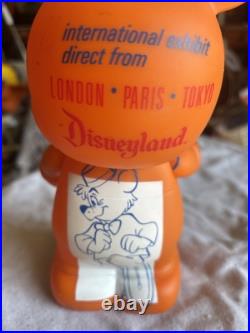 international exhibit
direct from
LONDON · PARIS · TOKYO
Disneyland